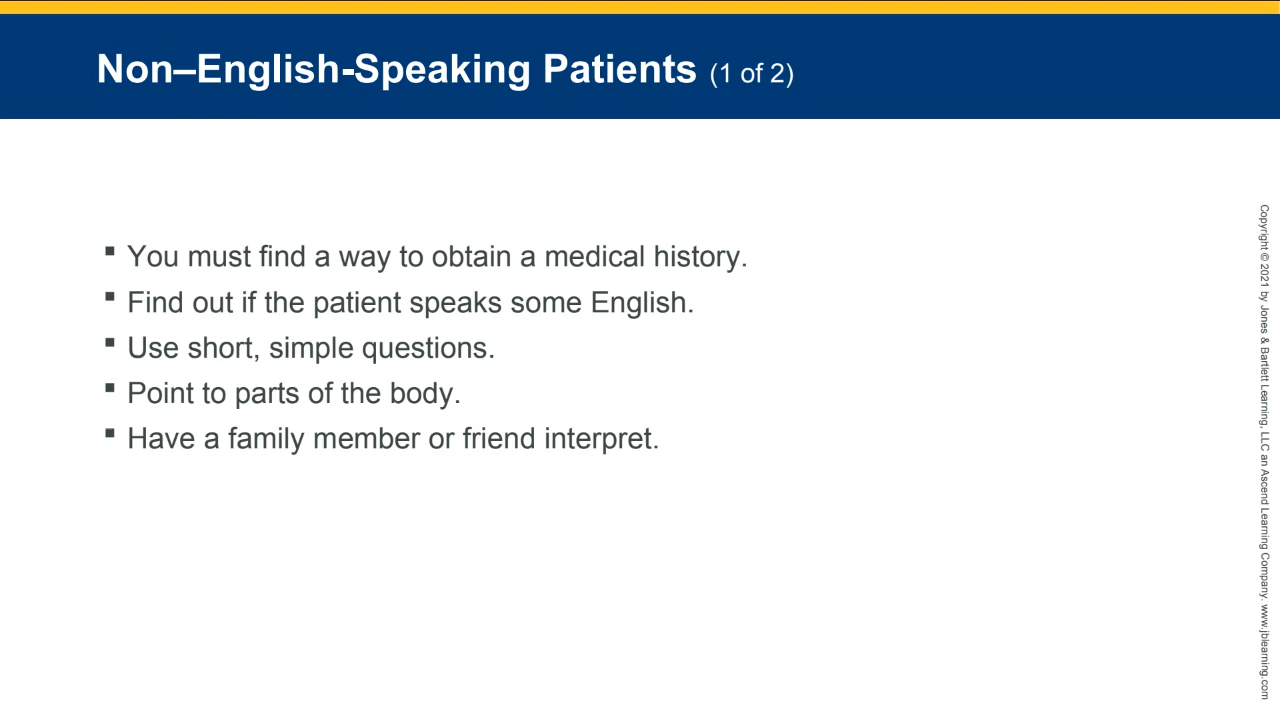 Non–English-Speaking Patients (1 of 2)
▪ You must find a way to obtain a medical history.
▪ Find out if the patient speaks some English.
▪ Use short, simple questions.
▪ Point to parts of the body.
▪ Have a family member or friend interpret.
Copyright © 2021 by Jones & Bartlett Learning, LLC an Ascend Learning Company. www.jblearning.com